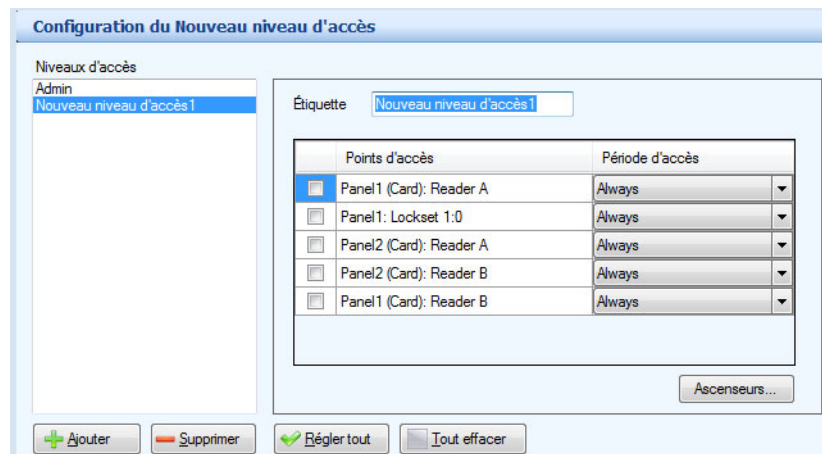 Configuration du Nouveau niveau d'accès
Niveaux d'accès
Admin
Nouveau niveau d'accès1
Étiquette Nouveau niveau d'accès1
Points d'accès Période d'accès
Panel1 (Card): Reader A Always
Panel1: Lockset 1:0 Always
Panel2 (Card): Reader A Always
Panel2 (Card): Reader B Always
Panel1 (Card): Reader B Always
Ascenseurs...
Ajouter Supprimer Régler tout Tout effacer